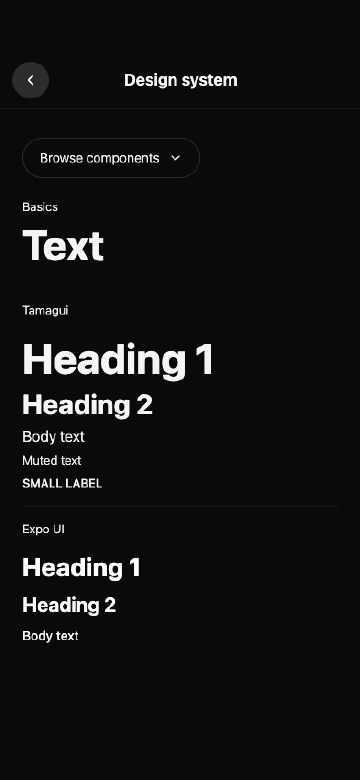 Design system
Browse components
Basics
Text
Tamagui
Heading 1
Heading 2
Body text
Muted text
SMALL LABEL
Expo UI
Heading 1
Heading 2
Body text